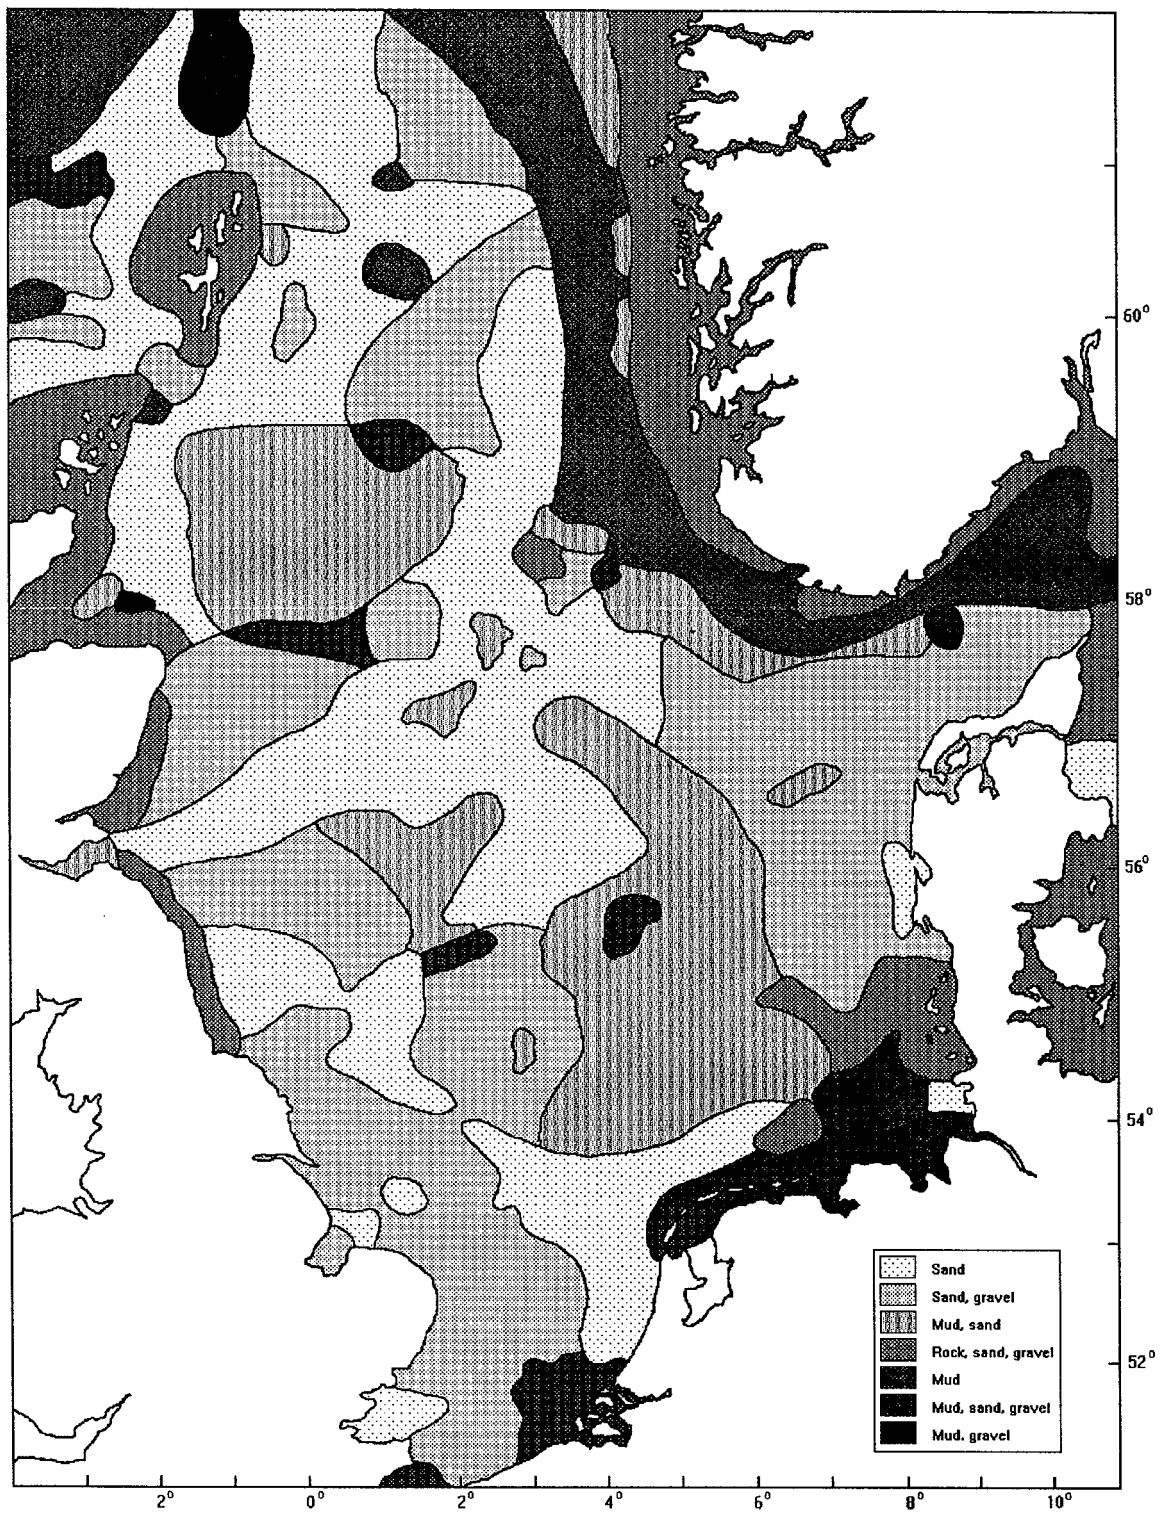 60°
58°
56°
54°
52°
Sand
Sand, gravel
Mud, sand
Rock, sand, gravel
Mud
Mud, sand, gravel
Mud. gravel
2° 0° 2° 4° 6° 8° 10°